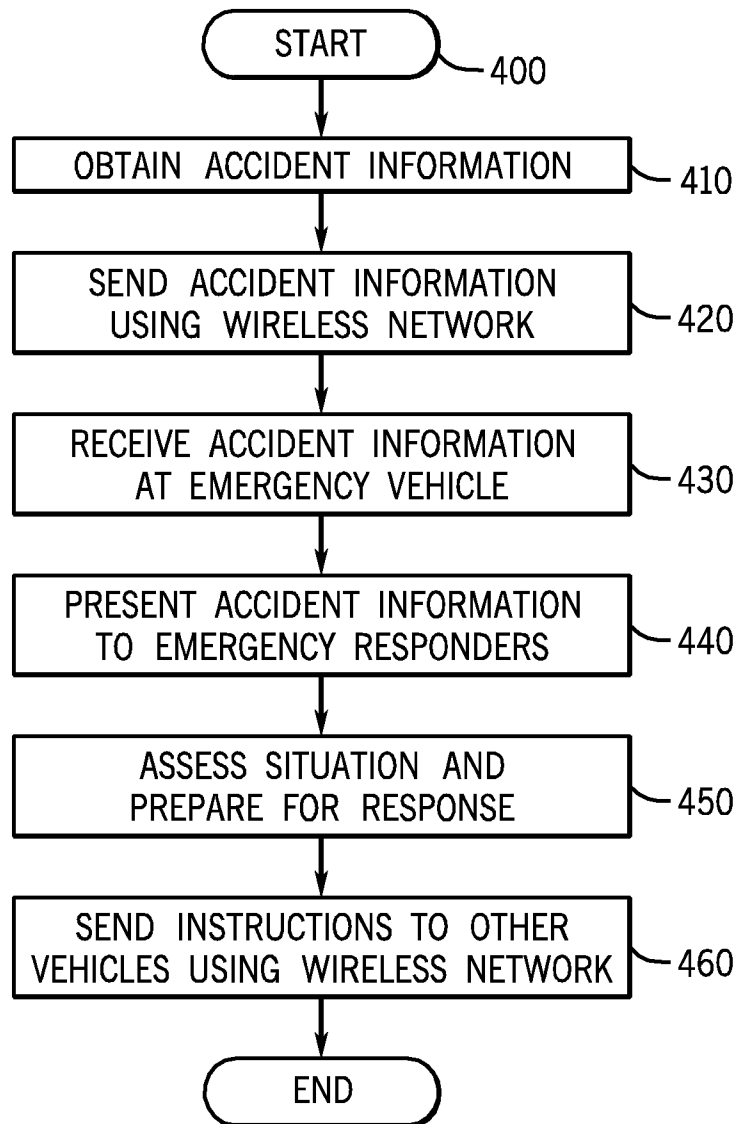 START
400
OBTAIN ACCIDENT INFORMATION
410
SEND ACCIDENT INFORMATION
USING WIRELESS NETWORK
420
RECEIVE ACCIDENT INFORMATION
AT EMERGENCY VEHICLE
430
PRESENT ACCIDENT INFORMATION
TO EMERGENCY RESPONDERS
440
ASSESS SITUATION AND
PREPARE FOR RESPONSE
450
SEND INSTRUCTIONS TO OTHER
VEHICLES USING WIRELESS NETWORK
460
END